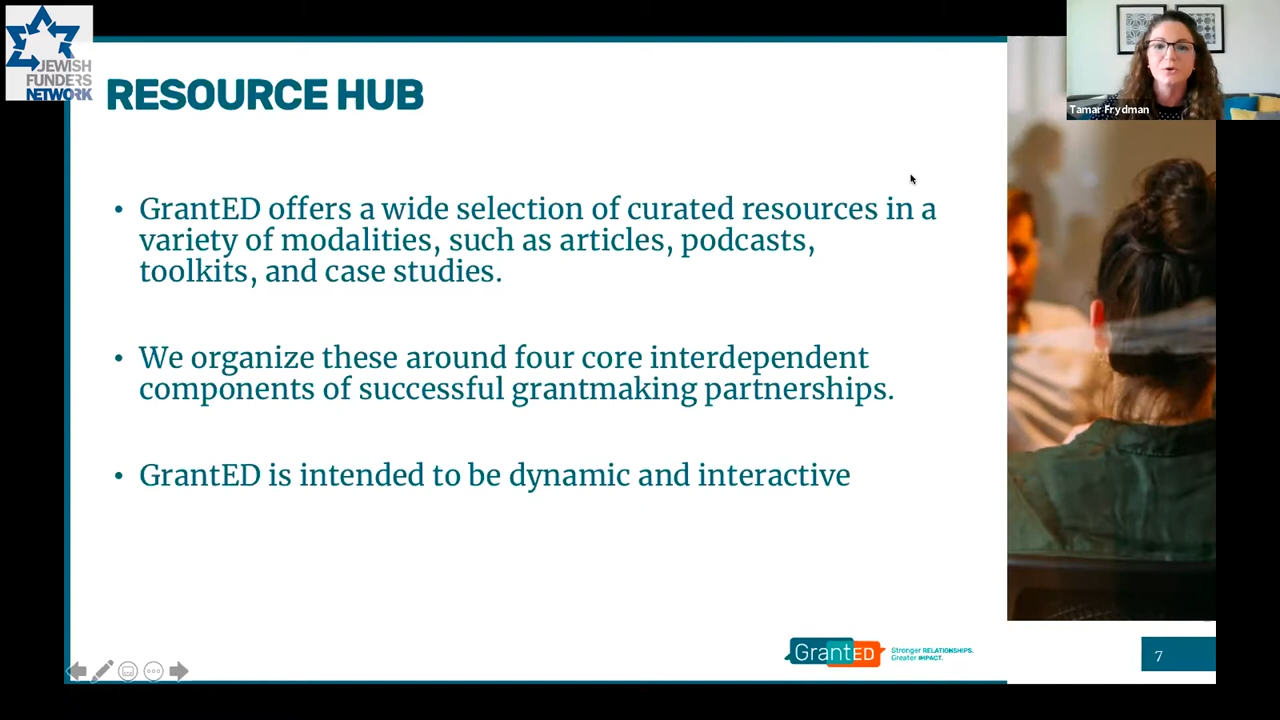 JEWISH
FUNDERS
NETWORK
RESOURCE HUB
Tamar Frydman
• GrantED offers a wide selection of curated resources in a
variety of modalities, such as articles, podcasts,
toolkits, and case studies.
• We organize these around four core interdependent
components of successful grantmaking partnerships.
• GrantED is intended to be dynamic and interactive
GrantED
Stronger RELATIONSHIPS.
Greater IMPACT.
7